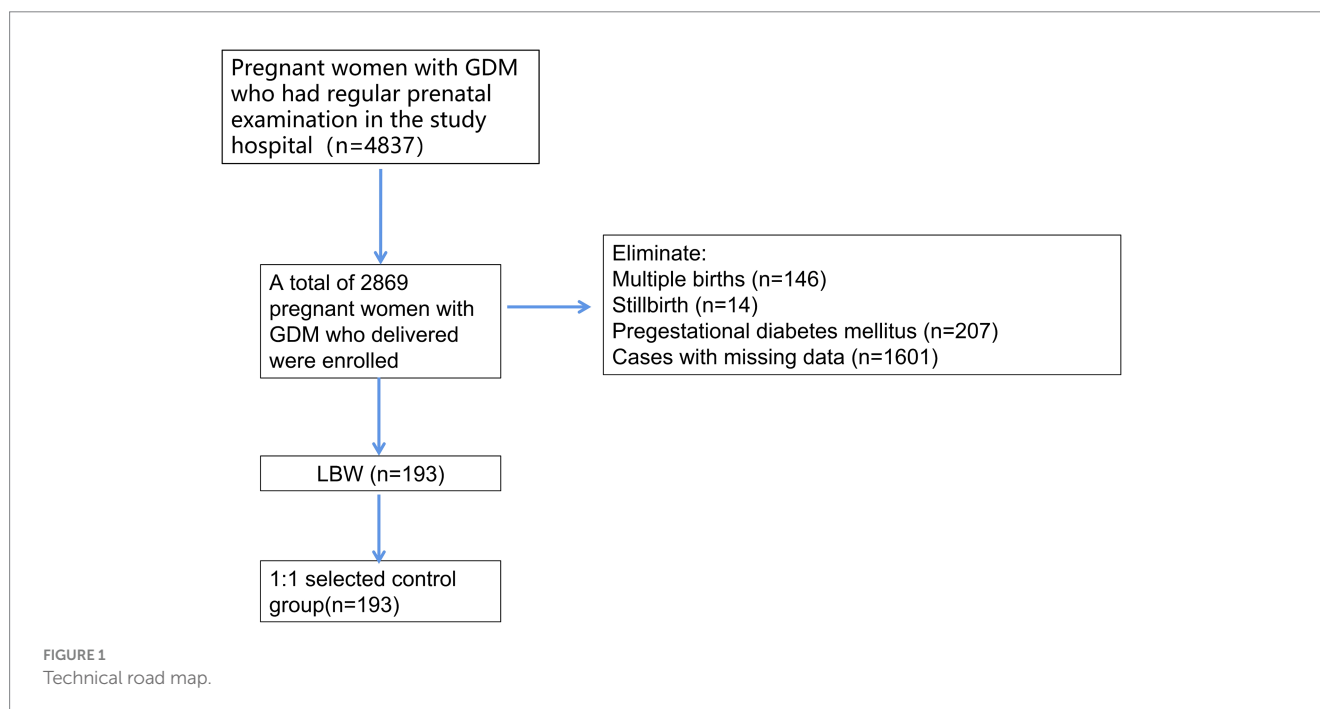 Pregnant women with GDM
who had regular prenatal
examination in the study
hospital (n=4837)
A total of 2869
pregnant women with
GDM who delivered
were enrolled
Eliminate:
Multiple births (n=146)
Stillbirth (n=14)
Pregestational diabetes mellitus (n=207)
Cases with missing data (n=1601)
LBW (n=193)
1:1 selected control
group(n=193)
FIGURE 1
Technical road map.